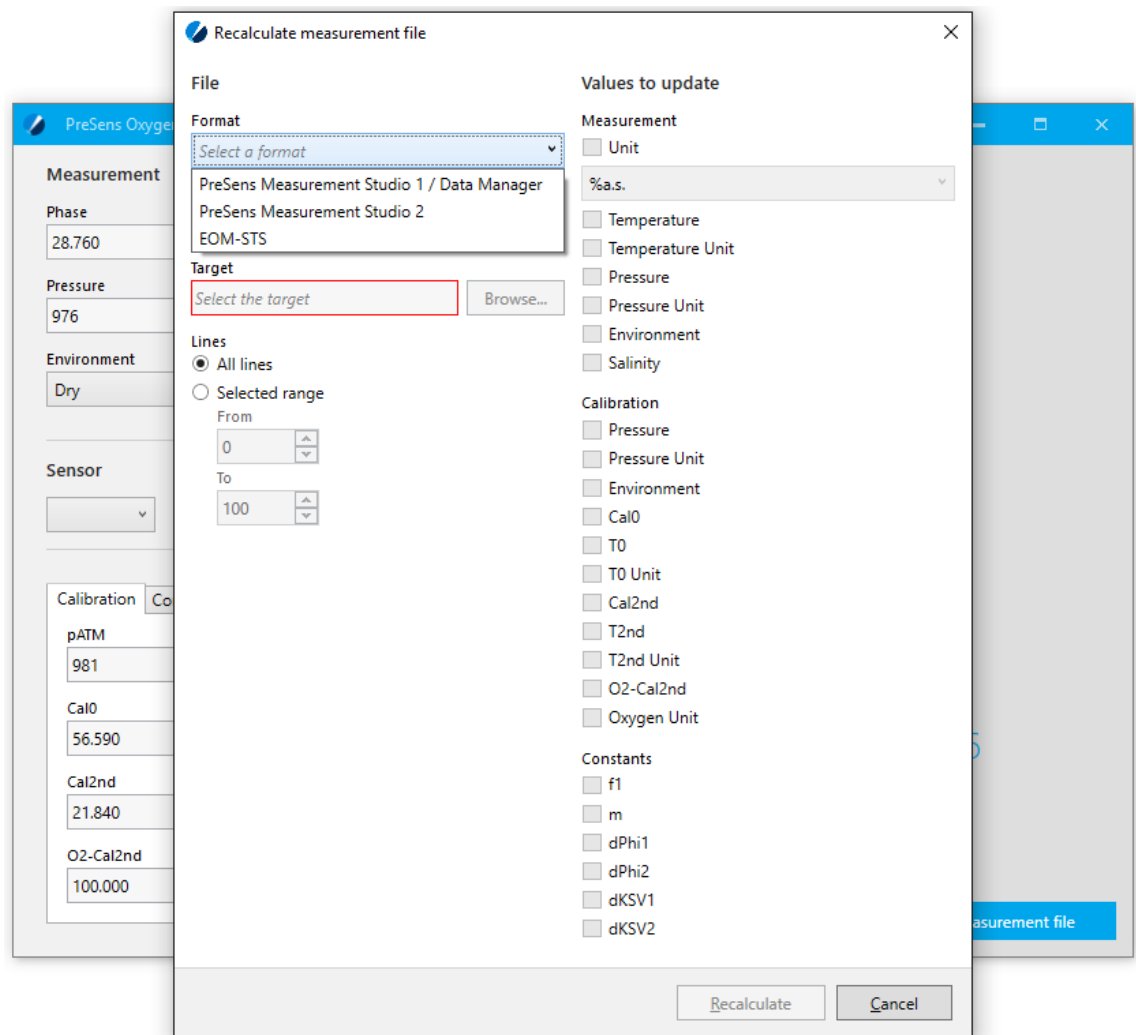 Recalculate measurement file
File
Format
Select a format
PreSens Measurement Studio 1 / Data Manager
PreSens Measurement Studio 2
EOM-STS
Target
Select the target
Browse...
Lines
All lines
Selected range
From
0
To
100
Values to update
Measurement
Unit
%a.s.
Temperature
Temperature Unit
Pressure
Pressure Unit
Environment
Salinity
Calibration
Pressure
Pressure Unit
Environment
Cal0
T0
T0 Unit
Cal2nd
T2nd
T2nd Unit
O2-Cal2nd
Oxygen Unit
Constants
f1
m
dPhi1
dPhi2
dKSV1
dKSV2
Recalculate
Cancel
PreSens
Measurement
Phase
28.760
Pressure
976
Environment
Dry
Sensor
Calibration
pATM
981
Cal0
56.590
Cal2nd
21.840
O2-Cal2nd
100.000
file